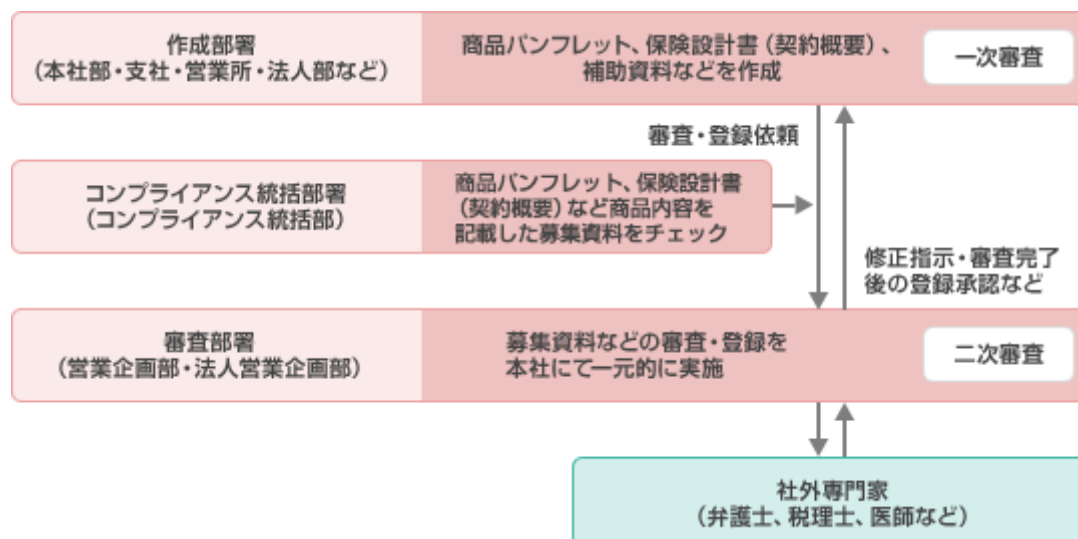 作成部署
(本社部・支社・営業所・法人部など)
商品パンフレット、保険設計書(契約概要)、
補助資料などを作成
一次審査
審査・登録依頼
コンプライアンス統括部署
(コンプライアンス統括部)
商品パンフレット、保険設計書
(契約概要)など商品内容を
記載した募集資料をチェック
修正指示・審査完了
後の登録承認など
審査部署
(営業企画部・法人営業企画部)
募集資料などの審査・登録を
本社にて一元的に実施
二次審査
社外専門家
(弁護士、税理士、医師など)